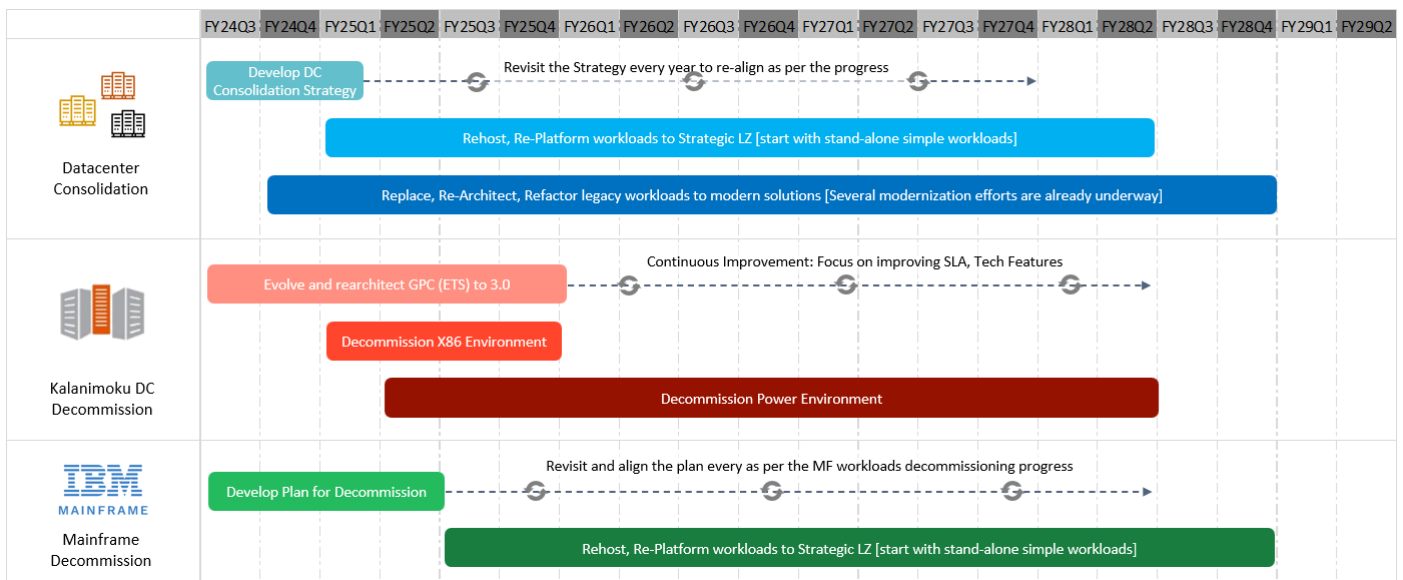 FY24Q3 FY24Q4 FY25Q1 FY25Q2 FY25Q3 FY25Q4 FY26Q1 FY26Q2 FY26Q3 FY26Q4 FY27Q1 FY27Q2 FY27Q3 FY27Q4 FY28Q1 FY28Q2 FY28Q3 FY28Q4 FY29Q1 FY29Q2
Datacenter
Consolidation
Develop DC
Consolidation Strategy
Revisit the Strategy every year to re-align as per the progress
Rehost, Re-Platform workloads to Strategic LZ [start with stand-alone simple workloads]
Replace, Re-Architect, Refactor legacy workloads to modern solutions [Several modernization efforts are already underway]
Kalanimoku DC
Decommission
Evolve and rearchitect GPC (ETS) to 3.0
Continuous Improvement: Focus on improving SLA, Tech Features
Decommission X86 Environment
Decommission Power Environment
IBM
MAINFRAME
Mainframe
Decommission
Develop Plan for Decommission
Revisit and align the plan every as per the MF workloads decommissioning progress
Rehost, Re-Platform workloads to Strategic LZ [start with stand-alone simple workloads]